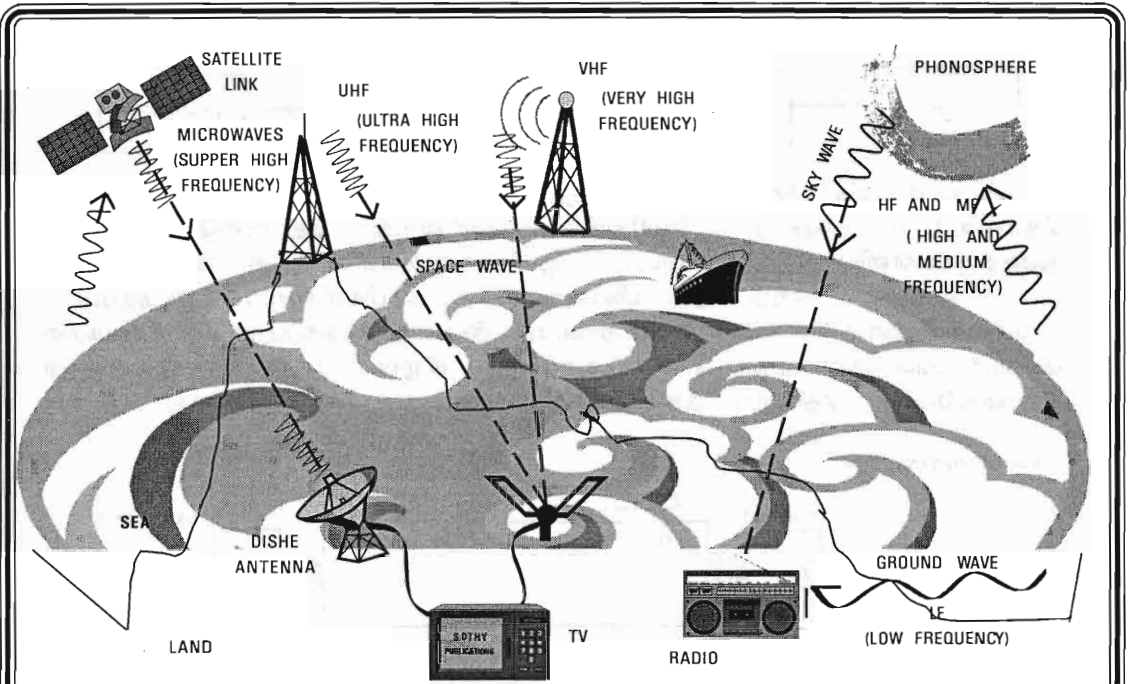 SATELLITE
LINK
MICROWAVES
(SUPPER HIGH
FREQUENCY)
UHF
(ULTRA HIGH
FREQUENCY)
VHF
(VERY HIGH
FREQUENCY)
PHONOSPHERE
SKY WAVE
HF AND MF
( HIGH AND
MEDIUM
FREQUENCY)
SPACE WAVE
SEA
DISHE
ANTENNA
LAND
SOTHY
PUBLICATIONS
TV
RADIO
GROUND WAVE
LF
(LOW FREQUENCY)